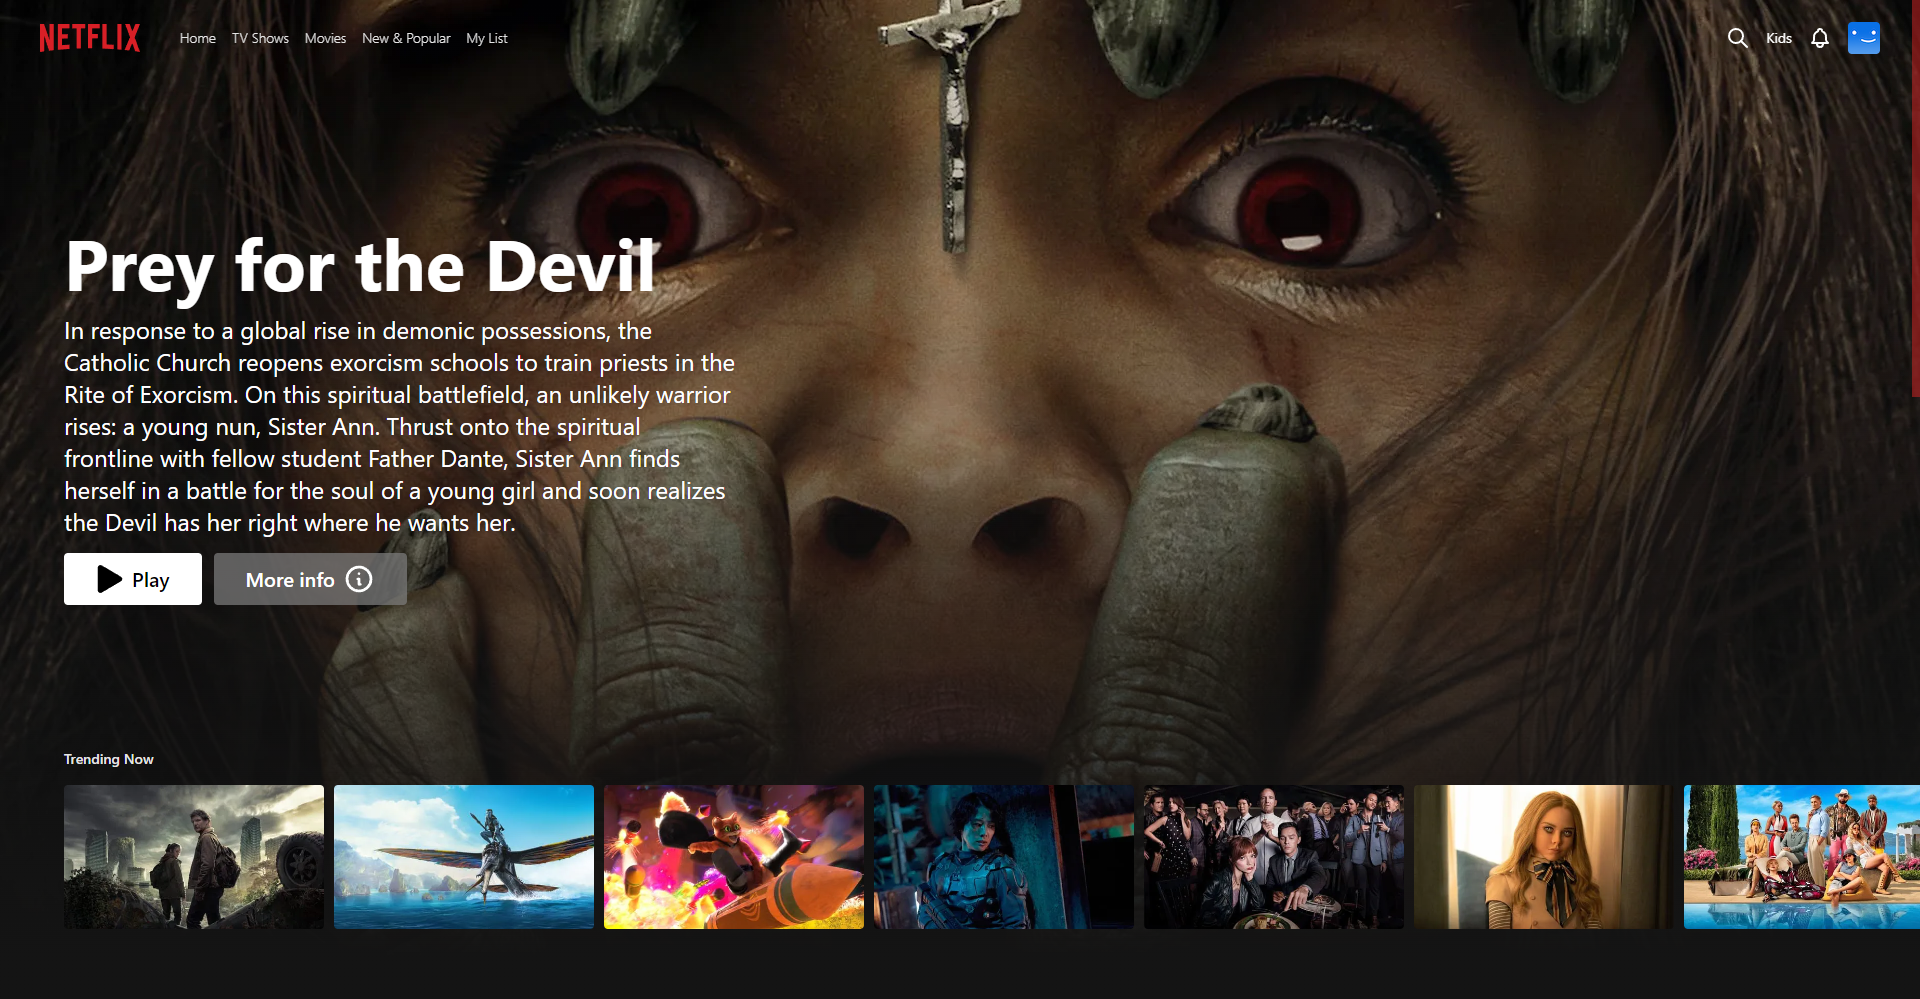 NETFLIX
Home TV Shows Movies New & Popular My List
Kids
Prey for the Devil
In response to a global rise in demonic possessions, the
Catholic Church reopens exorcism schools to train priests in the
Rite of Exorcism. On this spiritual battlefield, an unlikely warrior
rises: a young nun, Sister Ann. Thrust onto the spiritual
frontline with fellow student Father Dante, Sister Ann finds
herself in a battle for the soul of a young girl and soon realizes
the Devil has her right where he wants her.
Play
More info
Trending Now